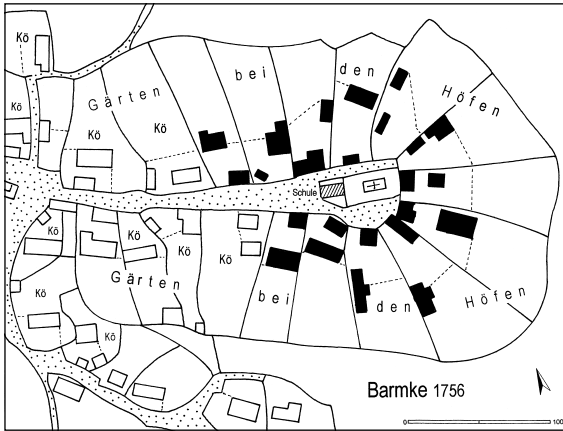 Kö
bei
den
Gärten
Höfen
Kö
Kö
Kö
Kö
Schule
Kö
Kö
Kö
Kö
Gärten
bei
den
Höfen
Kö
Kö
Barmke 1756
0 100